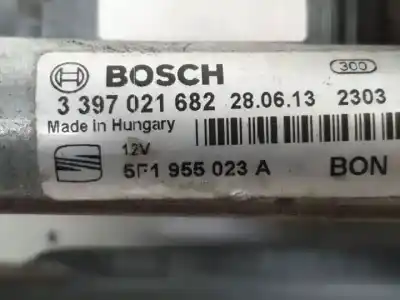 BOSCH 300
3 397 021 682 28.06.13 2303
Made in Hungary
12V
5F1 955 023 A BON